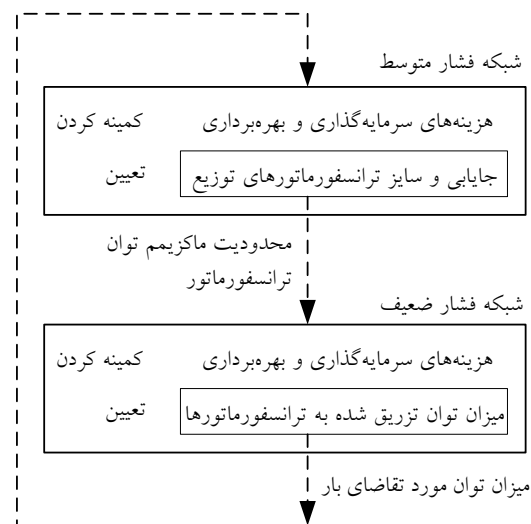 شبکه فشار متوسط
کمینه کردن هزینه‌های سرمایه‌گذاری و بهره‌برداری
تعیین جایابی و سایز ترانسفورماتورهای توزیع
محدودیت ماکزیمم توان
ترانسفورماتور
شبکه فشار ضعیف
کمینه کردن هزینه‌های سرمایه‌گذاری و بهره‌برداری
تعیین میزان توان تزریق شده به ترانسفورماتورها
میزان توان مورد تقاضای بار